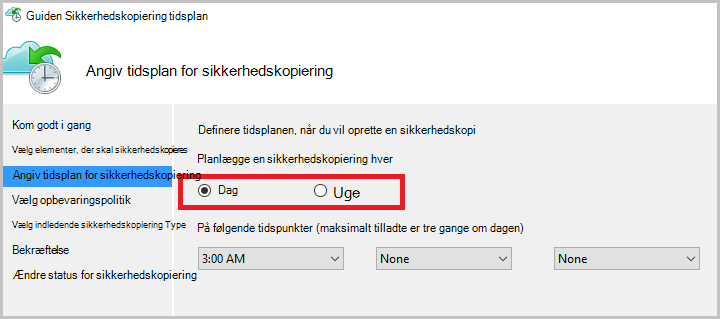 Guiden Sikkerhedskopiering tidsplan
Angiv tidsplan for sikkerhedskopiering
Kom godt i gang
Vælg elementer, der skal sikkerhedskopieres
Angiv tidsplan for sikkerhedskopiering
Vælg opbevaringspolitik
Vælg indledende sikkerhedskopiering Type
Bekræftelse
Ændre status for sikkerhedskopiering
Definere tidsplanen, når du vil oprette en sikkerhedskopi
Planlægge en sikkerhedskopiering hver
Dag Uge
På følgende tidspunkter (maksimalt tilladte er tre gange om dagen)
3:00 AM None None